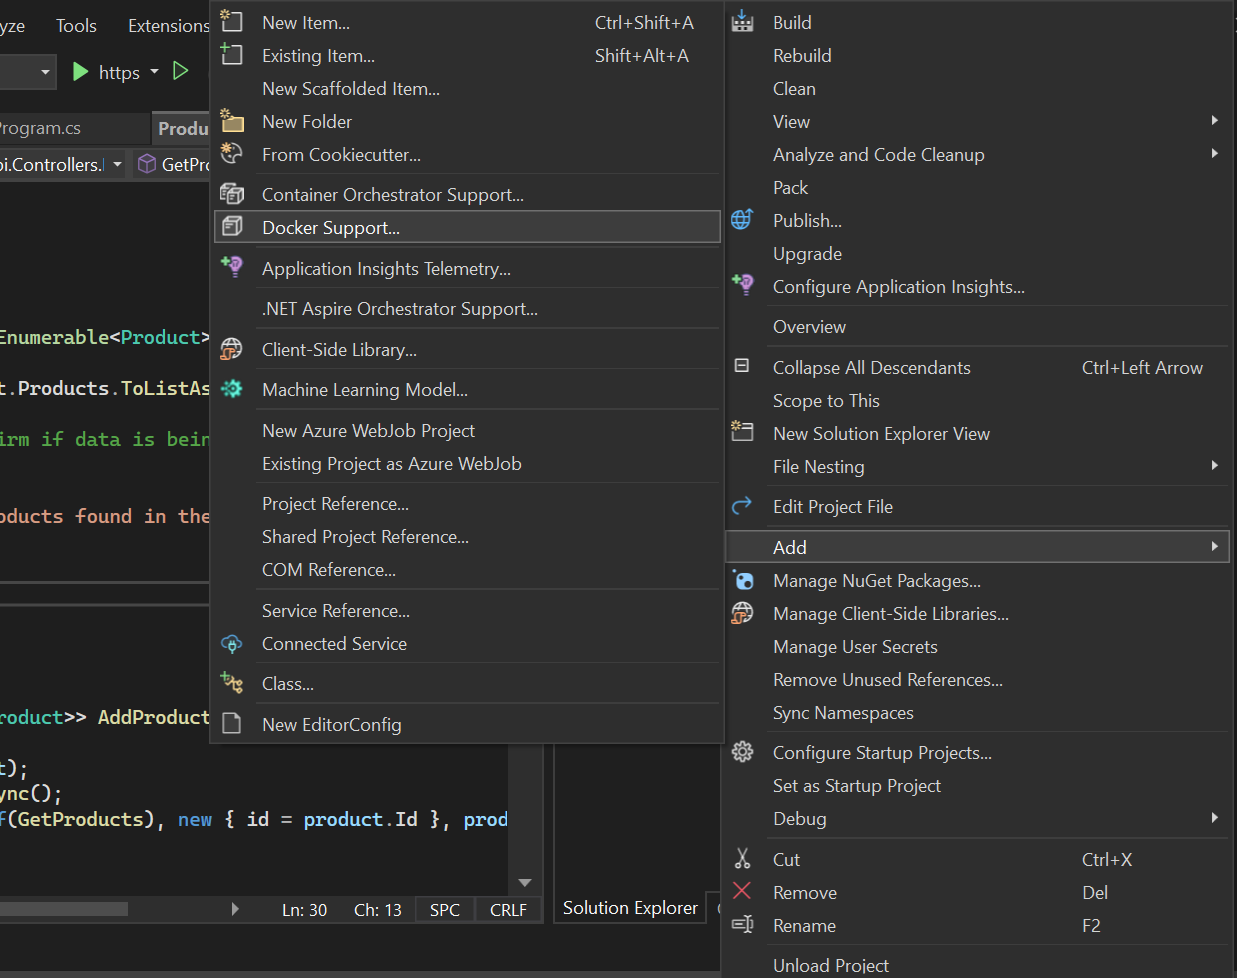 yze
Tools
Extensions
https
Program.cs
Produ
pi.Controllers.
GetPro
Enumerable<Product>
t.Products.ToListAs
irm if data is bein
oducts found in the
roduct>> AddProduct
t);
ync();
f(GetProducts), new { id = product.Id }, prod
Ln: 30
Ch: 13
SPC
CRLF
Solution Explorer
New Item... Ctrl+Shift+A
Existing Item... Shift+Alt+A
New Scaffolded Item...
New Folder
From Cookiecutter...
Container Orchestrator Support...
Docker Support...
Application Insights Telemetry...
.NET Aspire Orchestrator Support...
Client-Side Library...
Machine Learning Model...
New Azure WebJob Project
Existing Project as Azure WebJob
Project Reference...
Shared Project Reference...
COM Reference...
Service Reference...
Connected Service
Class...
New EditorConfig
Build
Rebuild
Clean
View
Analyze and Code Cleanup
Pack
Publish...
Upgrade
Configure Application Insights...
Overview
Collapse All Descendants Ctrl+Left Arrow
Scope to This
New Solution Explorer View
File Nesting
Edit Project File
Add
Manage NuGet Packages...
Manage Client-Side Libraries...
Manage User Secrets
Remove Unused References...
Sync Namespaces
Configure Startup Projects...
Set as Startup Project
Debug
Cut Ctrl+X
Remove Del
Rename F2
Unload Project